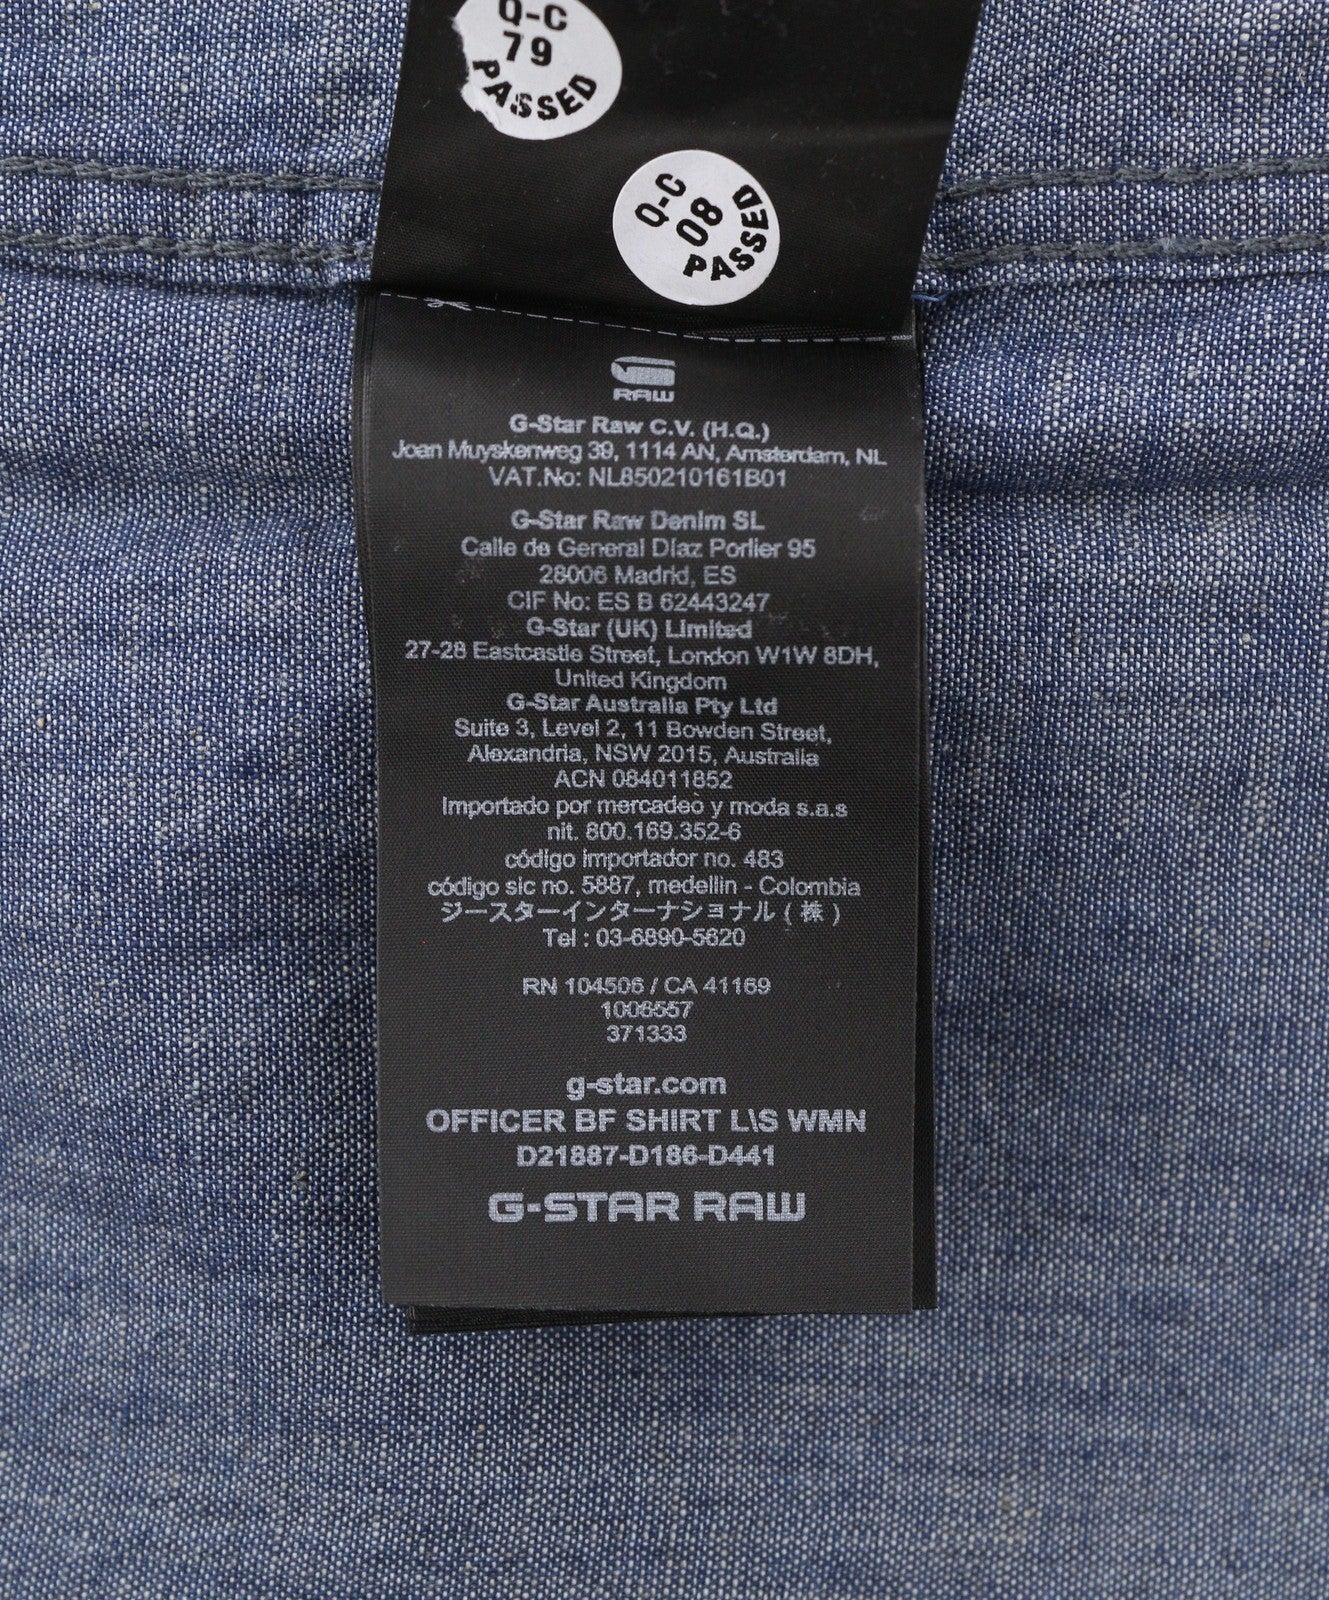 Q-C
79
PASSED
Q-C
08
PASSED
RAW
G-Star Raw C.V. (H.Q.)
Joan Muyskenweg 39, 1114 AN, Amsterdam, NL
VAT.No: NL850210161B01
G-Star Raw Denim SL
Calle de General Díaz Porlier 95
28006 Madrid, ES
CIF No: ES B 62443247
G-Star (UK) Limited
27-28 Eastcastle Street, London W1W 8DH,
United Kingdom
G-Star Australia Pty Ltd
Suite 3, Level 2, 11 Bowden Street,
Alexandria, NSW 2015, Australia
ACN 084011852
Importado por mercadeo y moda s.a.s
nit. 800.169.352-6
código importador no. 483
código sic no. 5887, medellin - Colombia
ジースターインターナショナル ( 株 )
Tel : 03-6890-5620
RN 104506 / CA 41169
1006557
371333
g-star.com
OFFICER BF SHIRT L\S WMN
D21887-D186-D441
G-STAR RAW